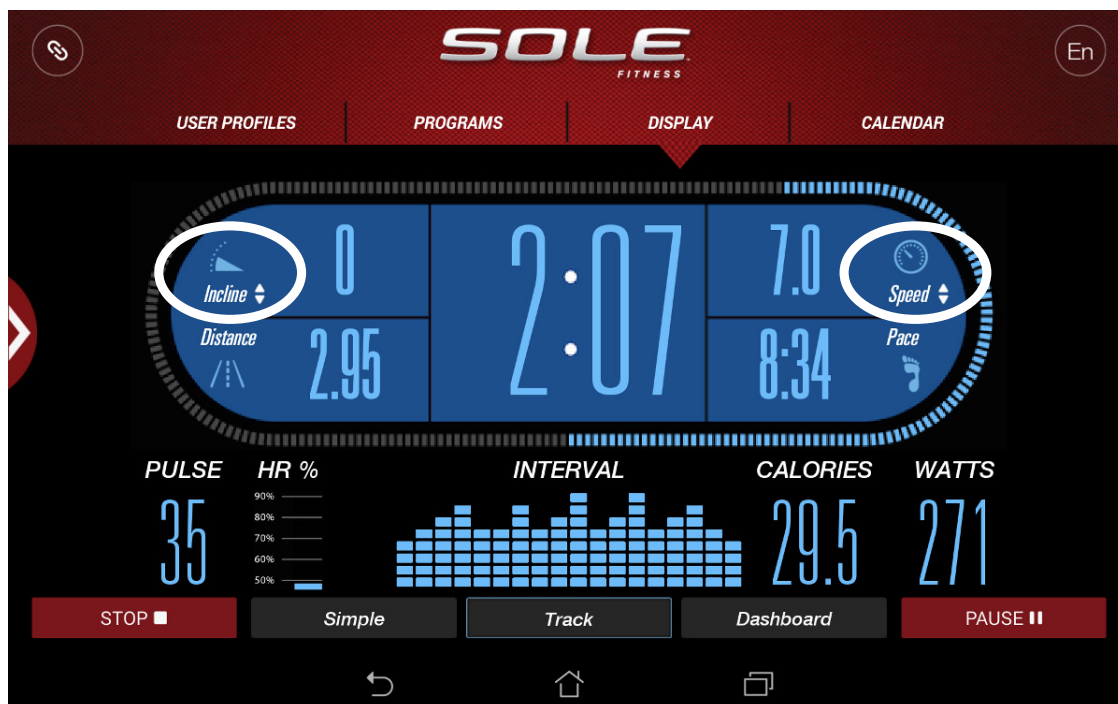 SOLE
FITNESS
En
USER PROFILES
PROGRAMS
DISPLAY
CALENDAR
Incline
0
2:07
7.0
Speed
Distance
2.95
8:34
Pace
PULSE
HR %
INTERVAL
CALORIES
WATTS
35
90%
80%
70%
60%
50%
29.5
271
STOP
Simple
Track
Dashboard
PAUSE